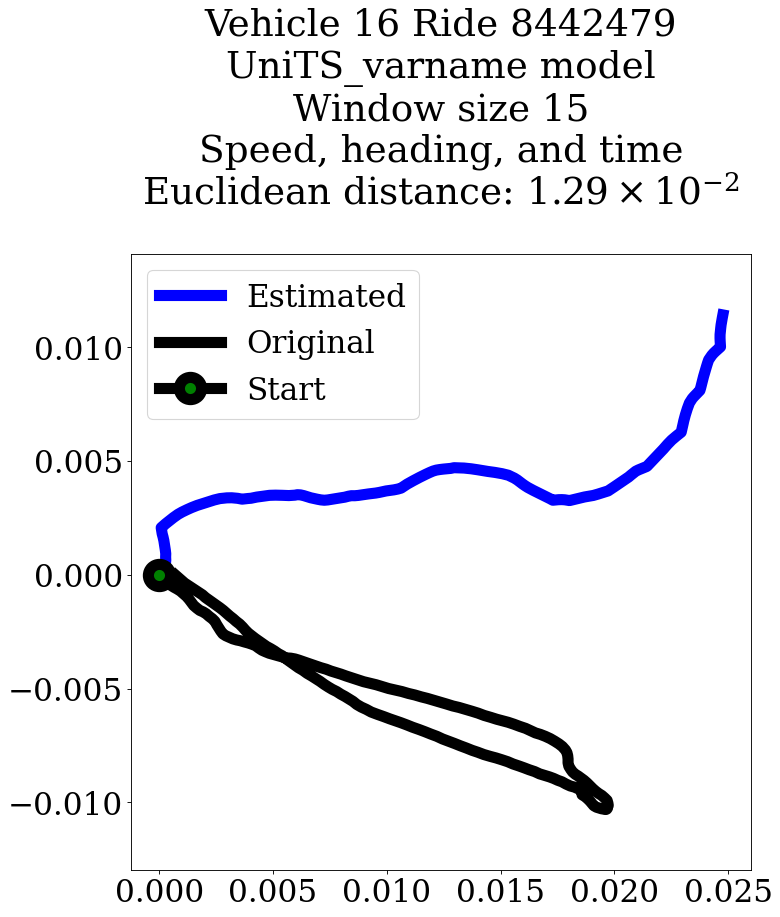 Vehicle 16 Ride 8442479
UniTS_varname model
Window size 15
Speed, heading, and time
Euclidean distance: 1.29 × 10⁻²
Estimated
Original
Start
0.010
0.005
0.000
−0.005
−0.010
0.000 0.005 0.010 0.015 0.020 0.025